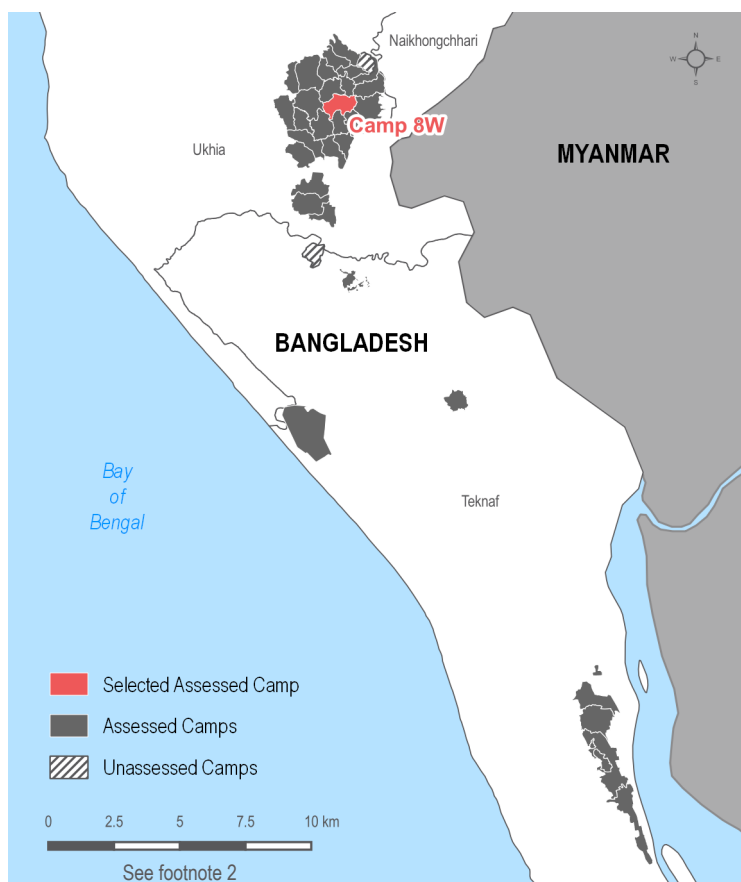 Naikhongchhari
N
W E
S
Camp 8W
Ukhia
MYANMAR
BANGLADESH
Bay
of
Bengal
Teknaf
Selected Assessed Camp
Assessed Camps
Unassessed Camps
0 2.5 5 7.5 10 km
See footnote 2